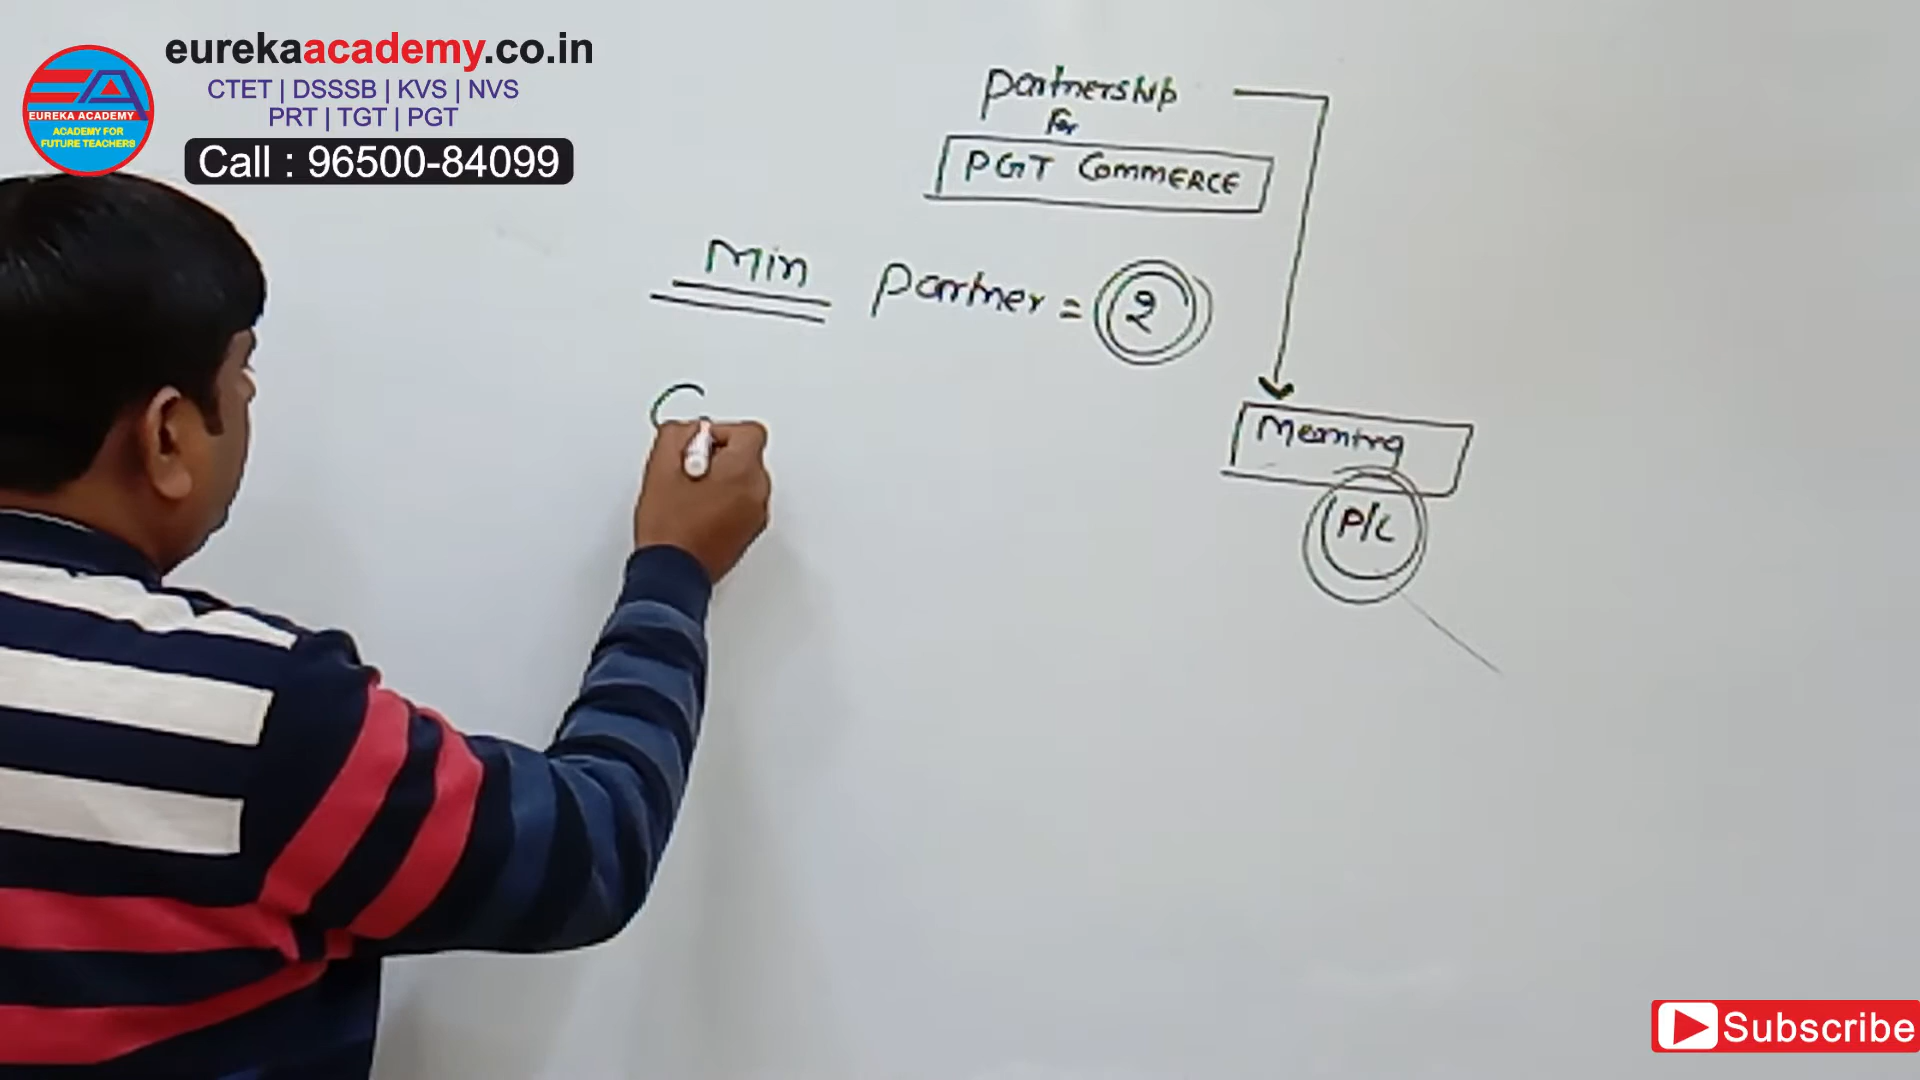 eurekaacademy.co.in
CTET | DSSSB | KVS | NVS
PRT | TGT | PGT
Call : 96500-84099
EUREKA ACADEMY
ACADEMY FOR
FUTURE TEACHERS
partnership
For
PGT COMMERCE
Min partner = 2
Meaning
P/L
Subscribe